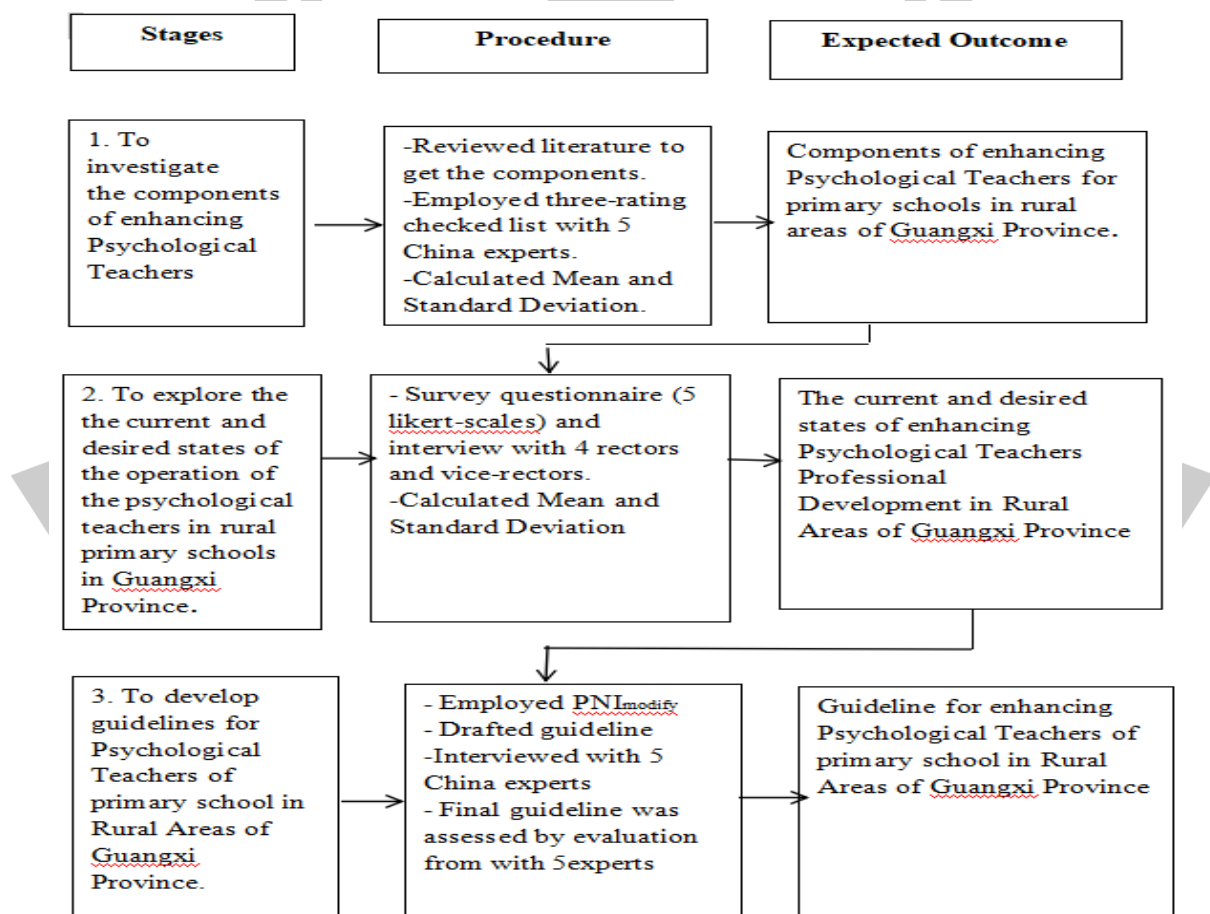 Stages
Procedure
Expected Outcome
1. To
investigate
the components
of enhancing
Psychological
Teachers
-Reviewed literature to
get the components.
-Employed three-rating
checked list with 5
China experts.
-Calculated Mean and
Standard Deviation.
Components of enhancing
Psychological Teachers for
primary schools in rural
areas of Guangxi Province.
2. To explore the
the current and
desired states of
the operation of
the psychological
teachers in rural
primary schools
in Guangxi
Province.
- Survey questionnaire (5
likert-scales) and
interview with 4 rectors
and vice-rectors.
-Calculated Mean and
Standard Deviation
The current and desired
states of enhancing
Psychological Teachers
Professional
Development in Rural
Areas of Guangxi Province
3. To develop
guidelines for
Psychological
Teachers of
primary school in
Rural Areas of
Guangxi
Province.
- Employed PNImodify
- Drafted guideline
-Interviewed with 5
China experts
- Final guideline was
assessed by evaluation
from with 5experts
Guideline for enhancing
Psychological Teachers of
primary school in Rural
Areas of Guangxi Province